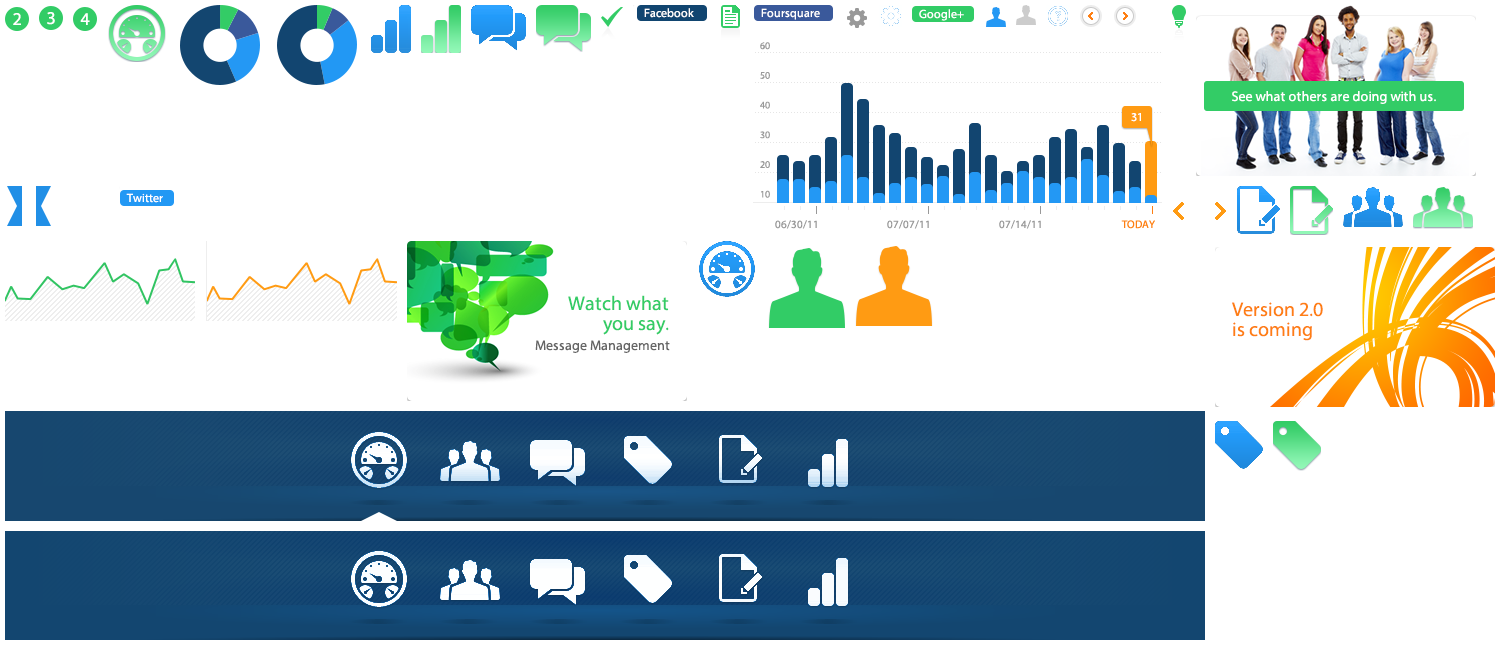 2
3
4
Facebook
Foursquare
Google+
?
60
50
40
30
20
10
31
06/30/11
07/07/11
07/14/11
TODAY
See what others are doing with us.
Twitter
Watch what
you say.
Message Management
Version 2.0
is coming